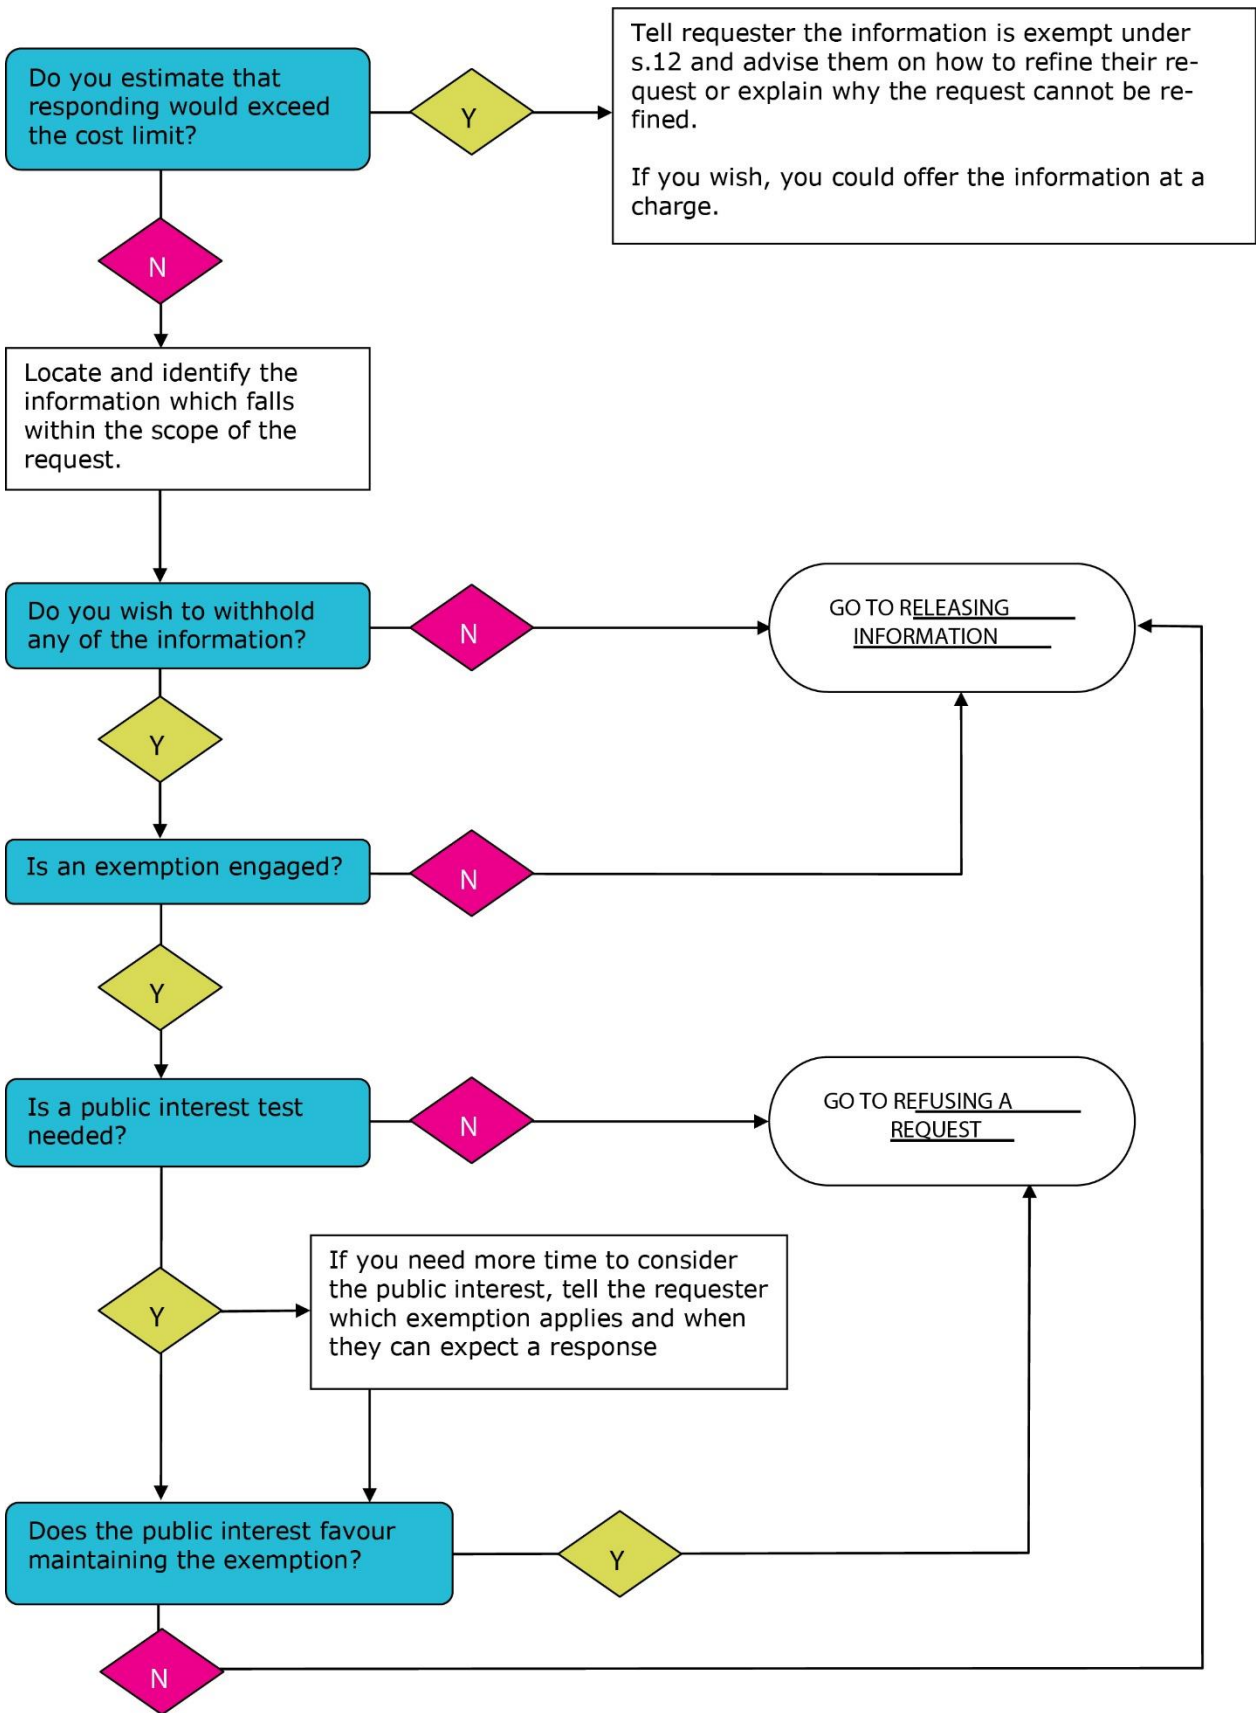 Do you estimate that
responding would exceed
the cost limit?
Y
Tell requester the information is exempt under
s.12 and advise them on how to refine their re-
quest or explain why the request cannot be re-
fined.
If you wish, you could offer the information at a
charge.
N
Locate and identify the
information which falls
within the scope of the
request.
Do you wish to withhold
any of the information?
N
GO TO RELEASING
INFORMATION
Y
Is an exemption engaged?
N
Y
Is a public interest test
needed?
N
GO TO REFUSING A
REQUEST
Y
If you need more time to consider
the public interest, tell the requester
which exemption applies and when
they can expect a response
Does the public interest favour
maintaining the exemption?
Y
N